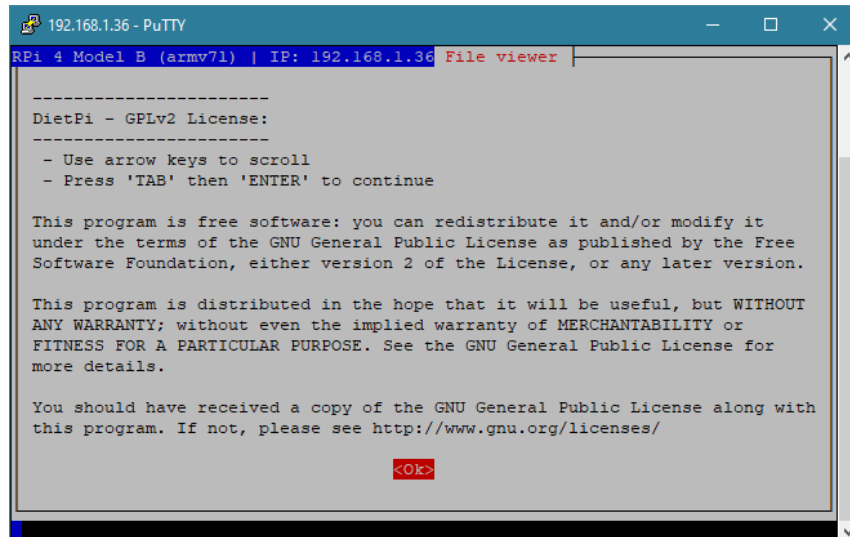 192.168.1.36 - PuTTY
RPi 4 Model B (armv7l) | IP: 192.168.1.36 File viewer
-----------------------
DietPi - GPLv2 License:
-----------------------
- Use arrow keys to scroll
- Press 'TAB' then 'ENTER' to continue
This program is free software: you can redistribute it and/or modify it
under the terms of the GNU General Public License as published by the Free
Software Foundation, either version 2 of the License, or any later version.
This program is distributed in the hope that it will be useful, but WITHOUT
ANY WARRANTY; without even the implied warranty of MERCHANTABILITY or
FITNESS FOR A PARTICULAR PURPOSE. See the GNU General Public License for
more details.
You should have received a copy of the GNU General Public License along with
this program. If not, please see http://www.gnu.org/licenses/
<Ok>